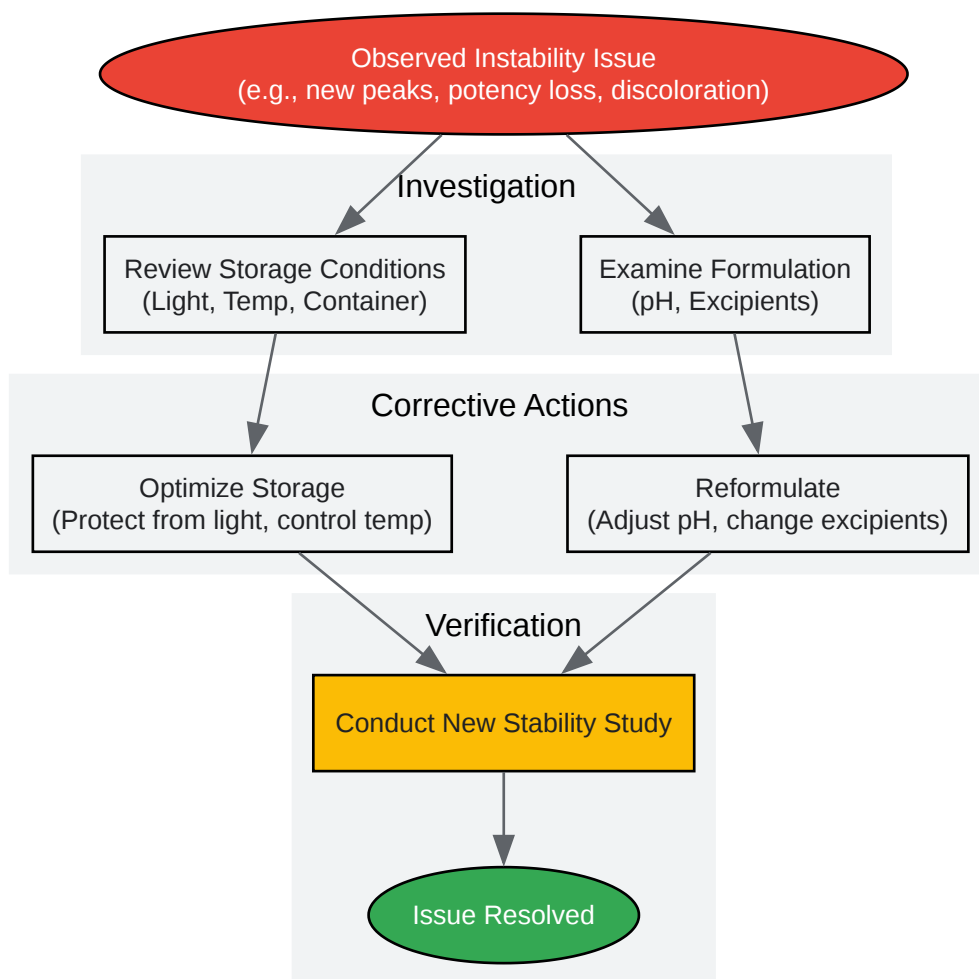 Observed Instability Issue
(e.g., new peaks, potency loss, discoloration)
Investigation
Review Storage Conditions
(Light, Temp, Container)
Examine Formulation
(pH, Excipients)
Corrective Actions
Optimize Storage
(Protect from light, control temp)
Reformulate
(Adjust pH, change excipients)
Verification
Conduct New Stability Study
Issue Resolved